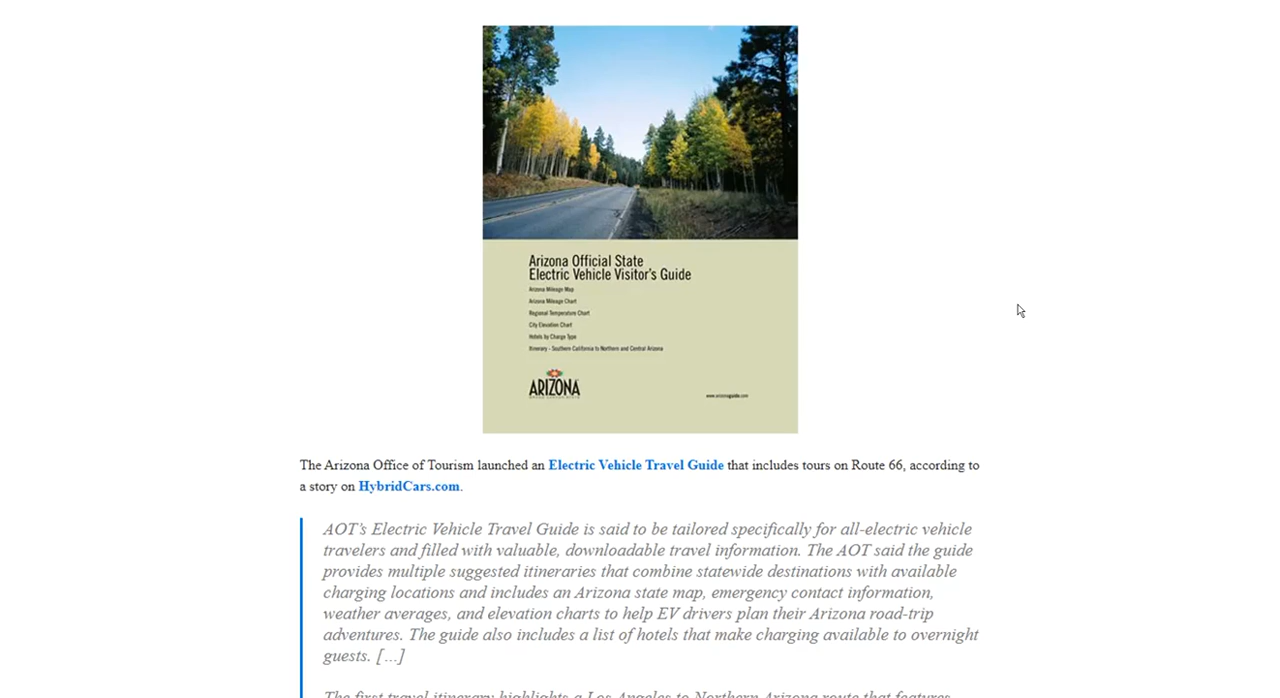 Arizona Official State
Electric Vehicle Visitor's Guide
Arizona Mileage Map
Arizona Mileage Chart
Regional Temperature Chart
City Elevation Chart
Hotels by Charge Type
Itinerary - Southern California to Northern and Central Arizona
ARIZONA
www.arizonaguide.com
The Arizona Office of Tourism launched an Electric Vehicle Travel Guide that includes tours on Route 66, according to
a story on HybridCars.com.
AOT’s Electric Vehicle Travel Guide is said to be tailored specifically for all-electric vehicle
travelers and filled with valuable, downloadable travel information. The AOT said the guide
provides multiple suggested itineraries that combine statewide destinations with available
charging locations and includes an Arizona state map, emergency contact information,
weather averages, and elevation charts to help EV drivers plan their Arizona road-trip
adventures. The guide also includes a list of hotels that make charging available to overnight
guests. […]
The first travel itinerary highlights a Los Angeles to Northern Arizona route that features